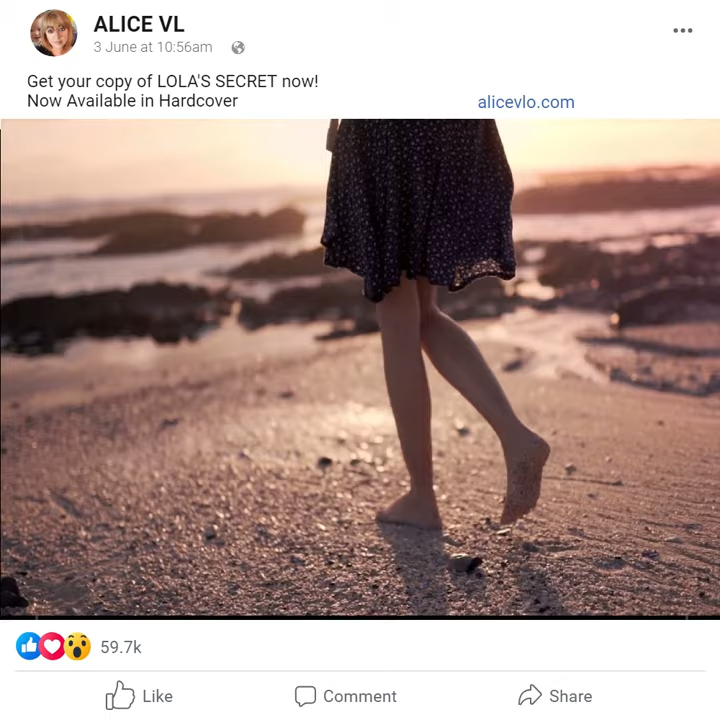 ALICE VL
3 June at 10:56am
Get your copy of LOLA'S SECRET now!
Now Available in Hardcover
alicevlo.com
59.7k
Like
Comment
Share